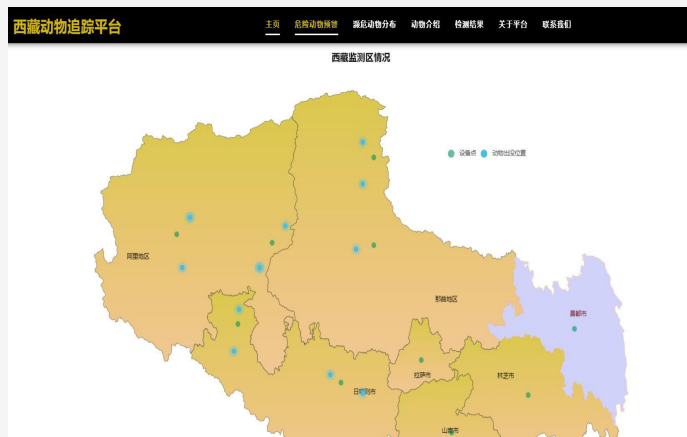 西藏动物追踪平台
主页 危险动物预警 濒危动物分布 动物介绍 检测结果 关于平台 联系我们
西藏监测区情况
设备点 动物出没位置
阿里地区
那曲地区
昌都市
拉萨市
林芝市
日喀则市
山南市